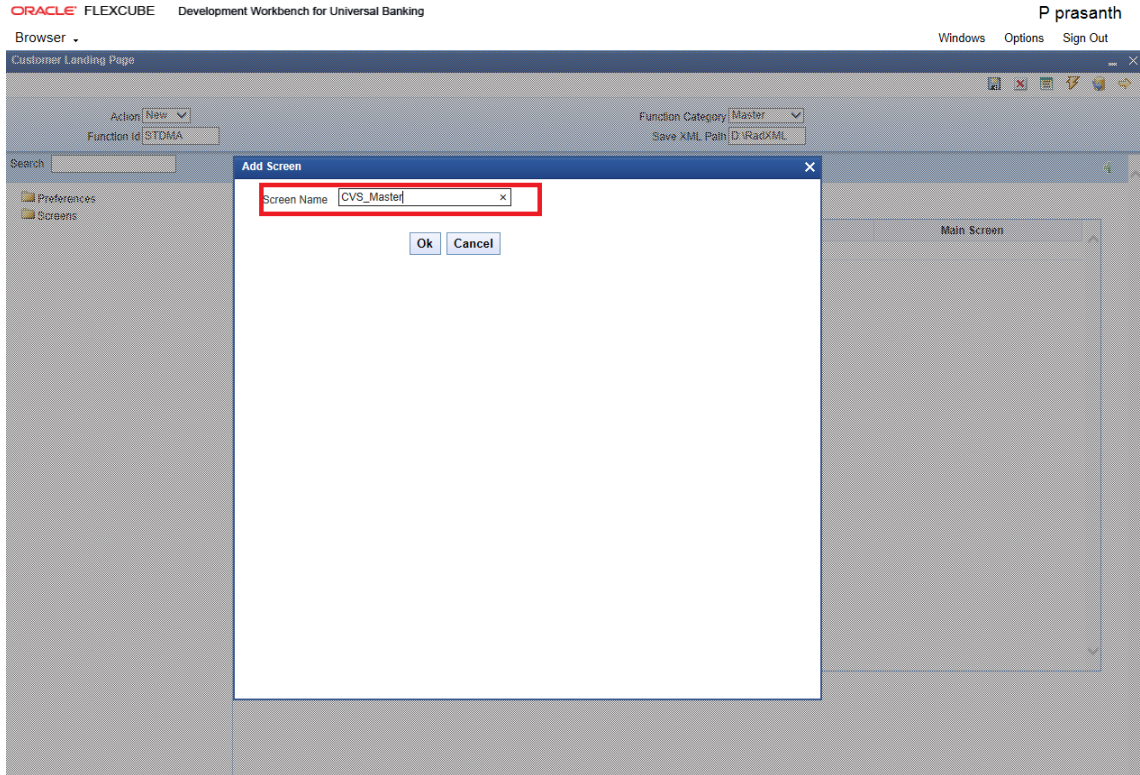 ORACLE FLEXCUBE Development Workbench for Universal Banking
P prasanth
Browser
Windows Options Sign Out
Customer Landing Page
Action New
Function Category Master
Function Id STDMA
Save XML Path D:\RadXML
Search
Add Screen
Preferences
Screens
Screen Name CVS_Master
Main Screen
Ok Cancel